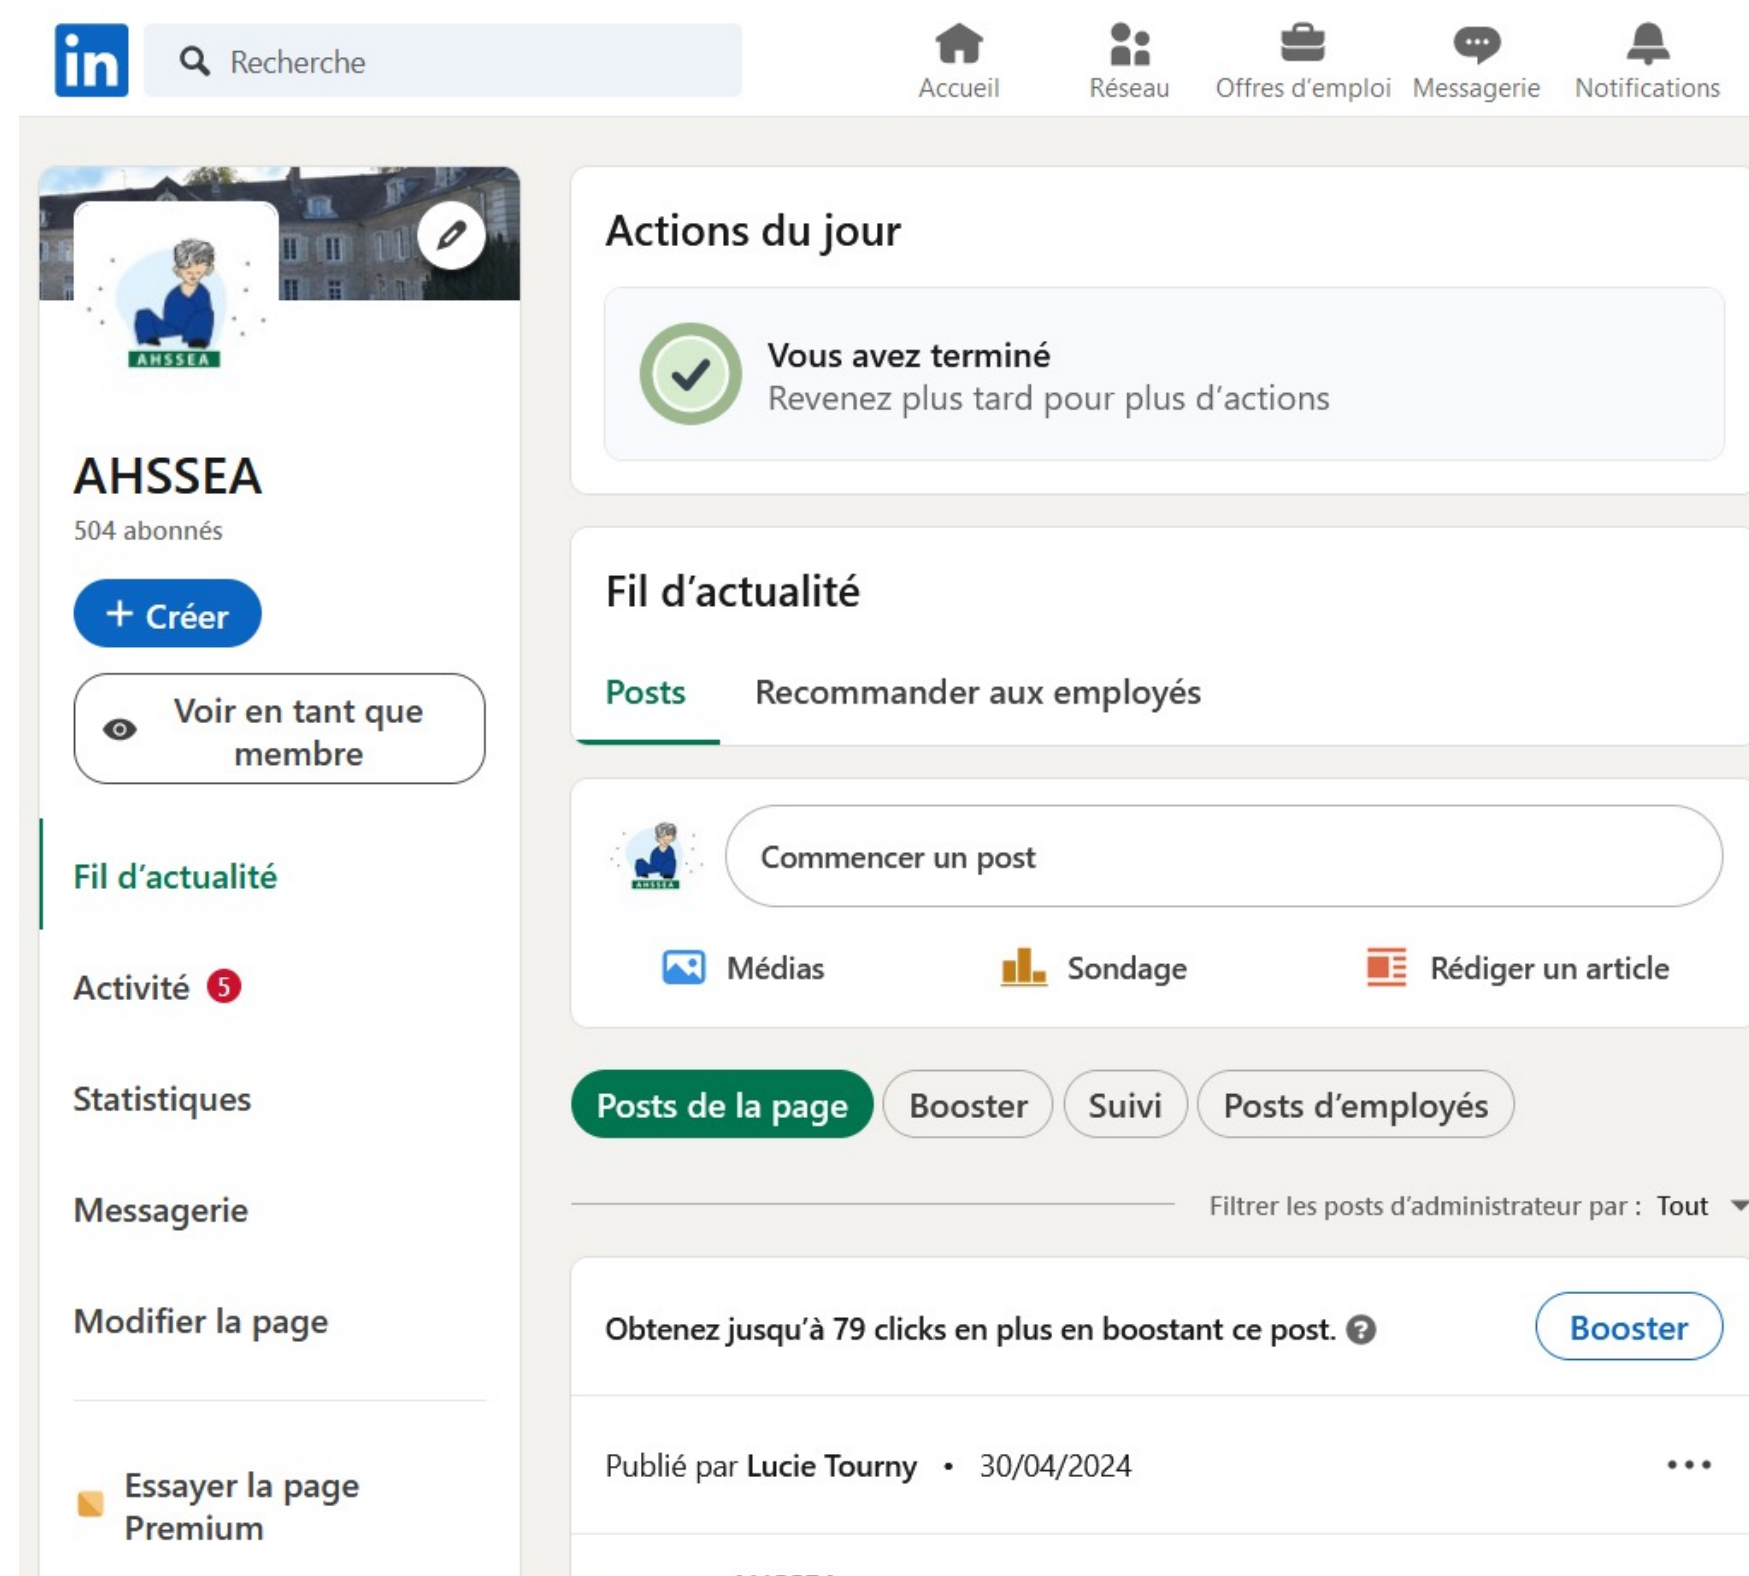 in
Recherche
Accueil
Réseau
Offres d'emploi
Messagerie
Notifications
AHSSEA
AHSSEA
504 abonnés
+ Créer
Voir en tant que
membre
Fil d'actualité
Activité 5
Statistiques
Messagerie
Modifier la page
Essayer la page
Premium
Actions du jour
Vous avez terminé
Revenez plus tard pour plus d'actions
Fil d'actualité
Posts
Recommander aux employés
AHSSEA
Commencer un post
Médias
Sondage
Rédiger un article
Posts de la page
Booster
Suivi
Posts d'employés
Filtrer les posts d'administrateur par : Tout
Obtenez jusqu'à 79 clicks en plus en boostant ce post.
Booster
Publié par Lucie Tourny • 30/04/2024